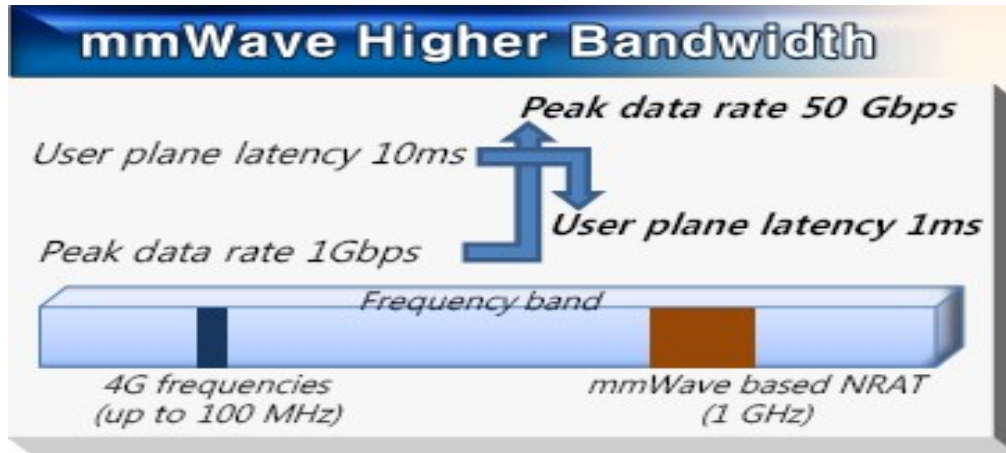 mmWave Higher Bandwidth
Peak data rate 50 Gbps
User plane latency 10ms
User plane latency 1ms
Peak data rate 1Gbps
Frequency band
4G frequencies
(up to 100 MHz)
mmWave based NRAT
(1 GHz)